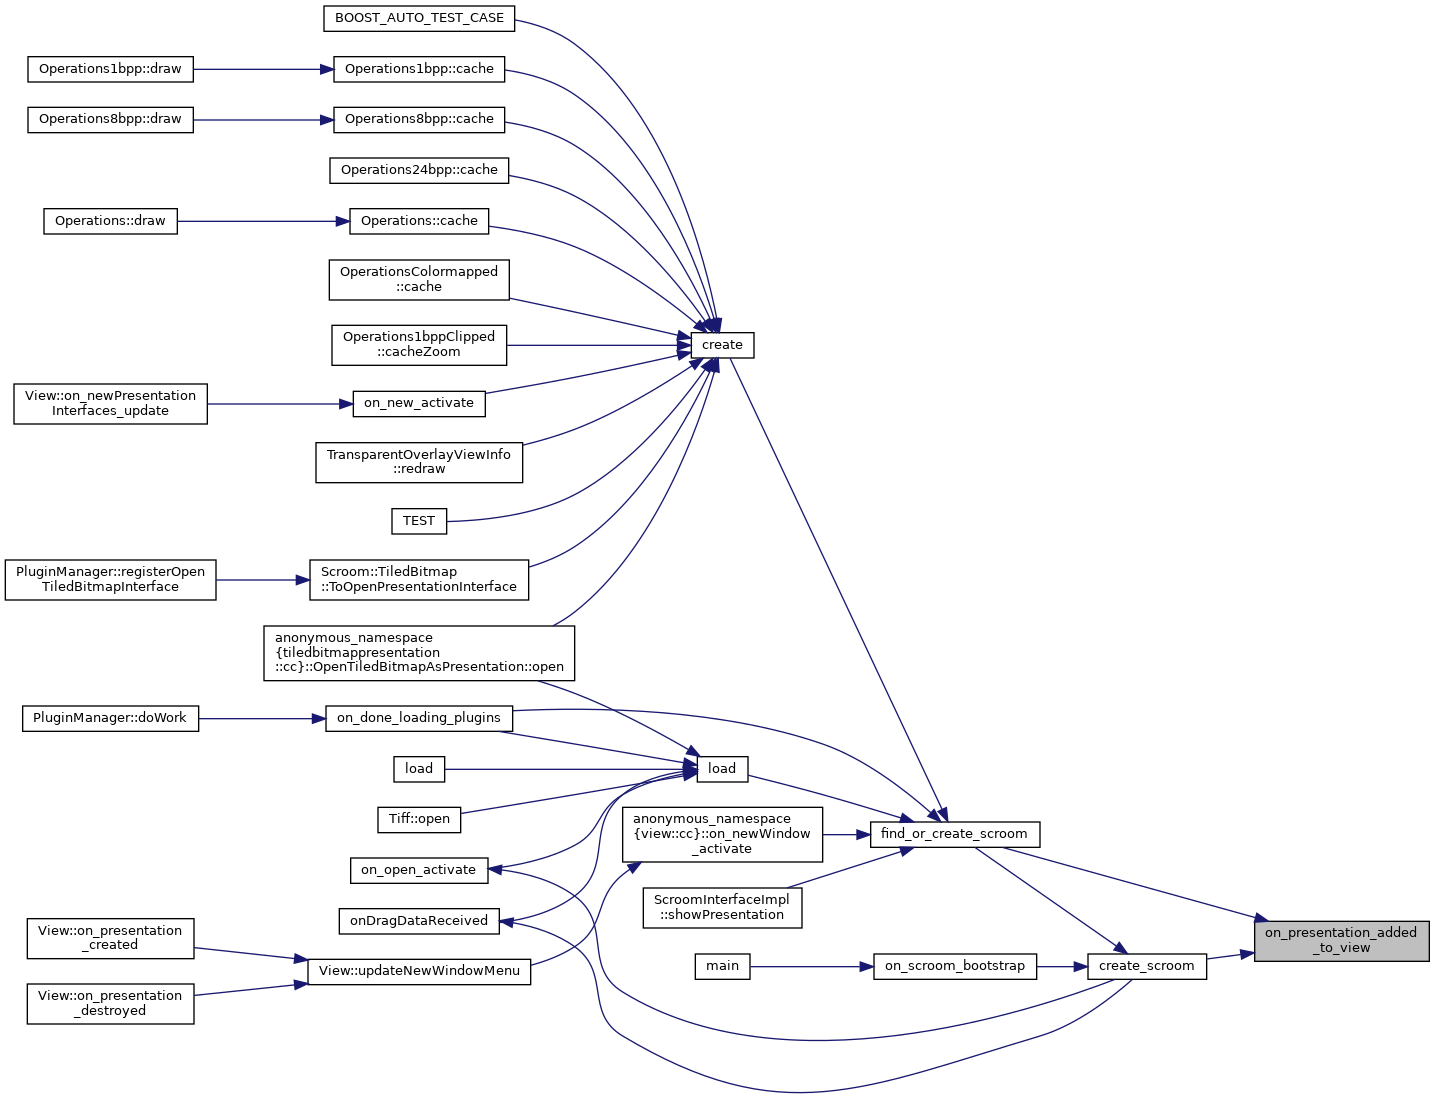 BOOST_AUTO_TEST_CASE
Operations1bpp::draw
Operations1bpp::cache
Operations8bpp::draw
Operations8bpp::cache
Operations24bpp::cache
Operations::draw
Operations::cache
OperationsColormapped
::cache
Operations1bppClipped
::cacheZoom
create
View::on_newPresentation
Interfaces_update
on_new_activate
TransparentOverlayViewInfo
::redraw
TEST
PluginManager::registerOpen
TiledBitmapInterface
Scroom::TiledBitmap
::ToOpenPresentationInterface
anonymous_namespace
{tiledbitmappresentation
::cc}::OpenTiledBitmapAsPresentation::open
PluginManager::doWork
on_done_loading_plugins
load
load
Tiff::open
anonymous_namespace
{view::cc}::on_newWindow
_activate
find_or_create_scroom
on_open_activate
ScroomInterfaceImpl
::showPresentation
onDragDataReceived
on_presentation_added
_to_view
View::on_presentation
_created
View::updateNewWindowMenu
main
on_scroom_bootstrap
create_scroom
View::on_presentation
_destroyed